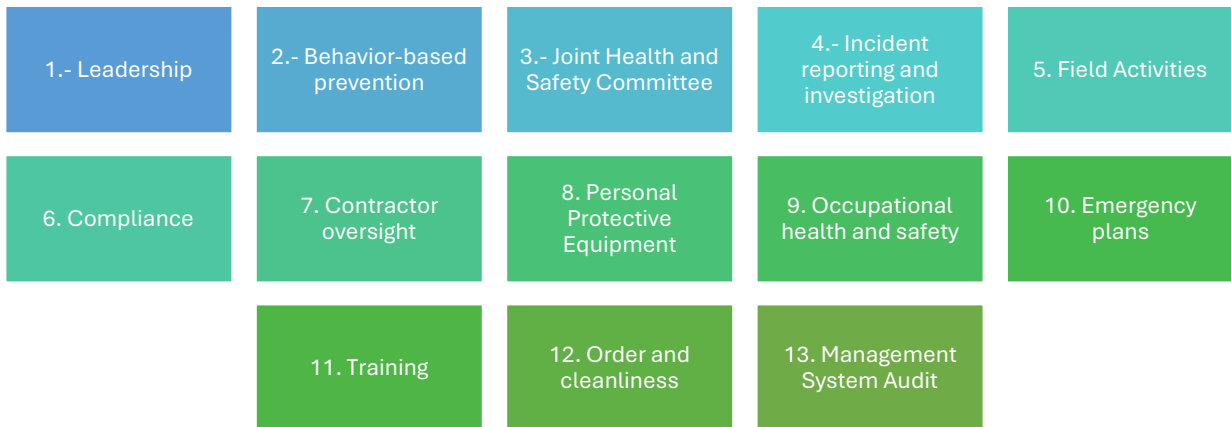 1.- Leadership
2.- Behavior-based
prevention
3.- Joint Health and
Safety Committee
4.- Incident
reporting and
investigation
5. Field Activities
6. Compliance
7. Contractor
oversight
8. Personal
Protective
Equipment
9. Occupational
health and safety
10. Emergency
plans
11. Training
12. Order and
cleanliness
13. Management
System Audit